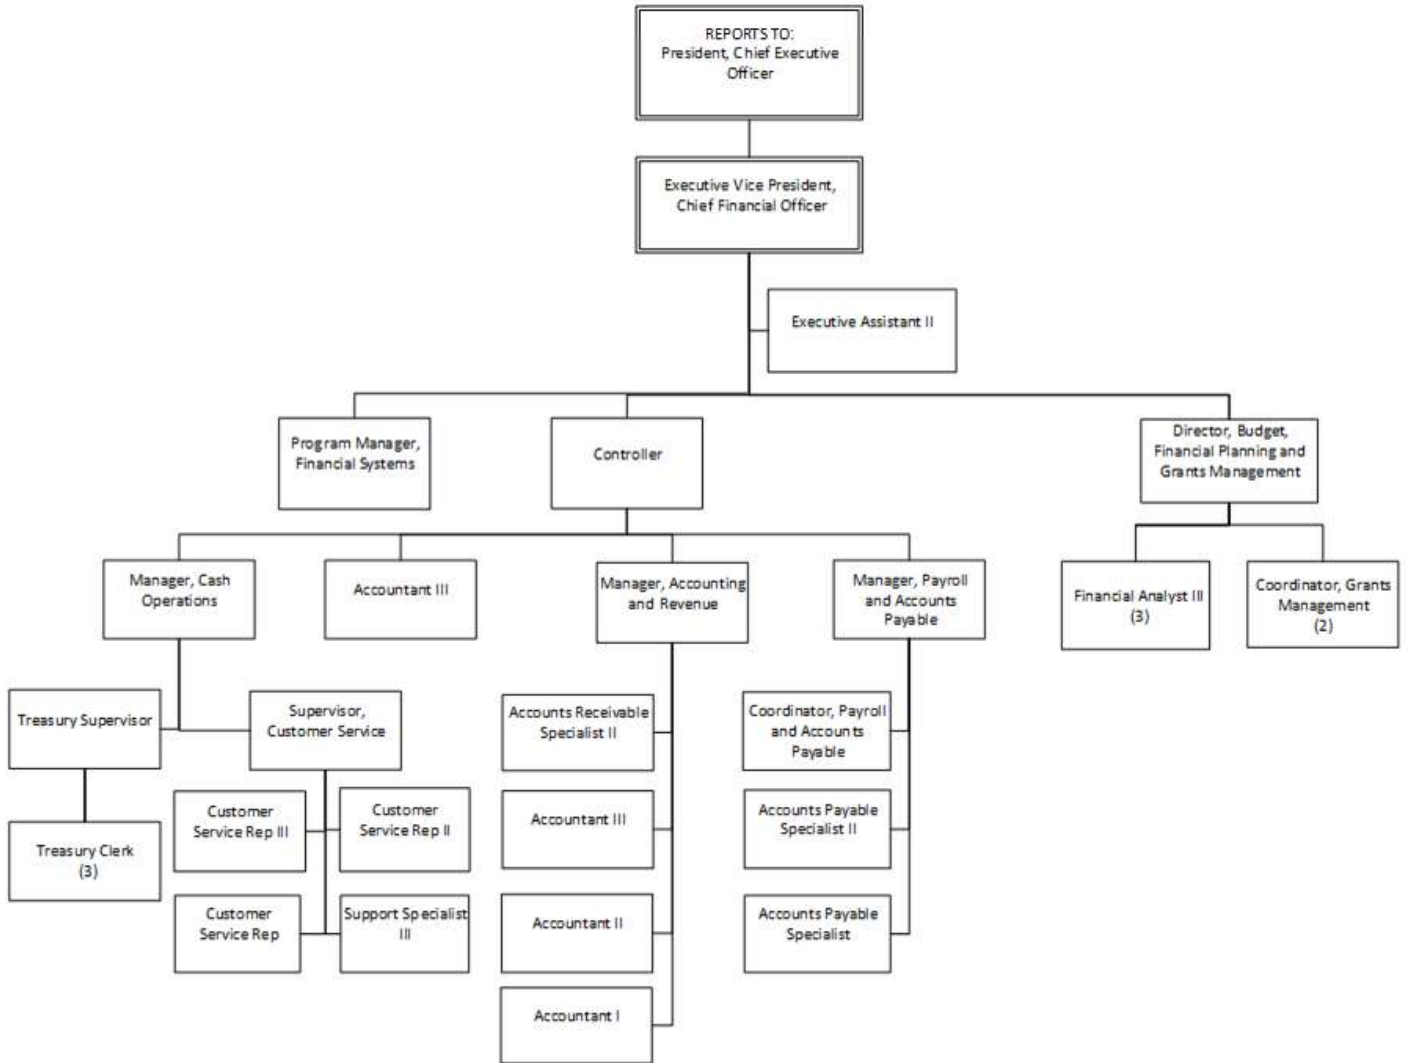 REPORTS TO:
President, Chief Executive
Officer
Executive Vice President,
Chief Financial Officer
Executive Assistant II
Program Manager,
Financial Systems
Controller
Director, Budget,
Financial Planning and
Grants Management
Manager, Cash
Operations
Accountant III
Manager, Accounting
and Revenue
Manager, Payroll
and Accounts
Payable
Financial Analyst III
(3)
Coordinator, Grants
Management
(2)
Treasury Supervisor
Supervisor,
Customer Service
Accounts Receivable
Specialist II
Coordinator, Payroll
and Accounts
Payable
Customer
Service Rep III
Customer
Service Rep II
Accountant III
Accounts Payable
Specialist II
Treasury Clerk
(3)
Customer
Service Rep
Support Specialist
III
Accountant II
Accounts Payable
Specialist
Accountant I